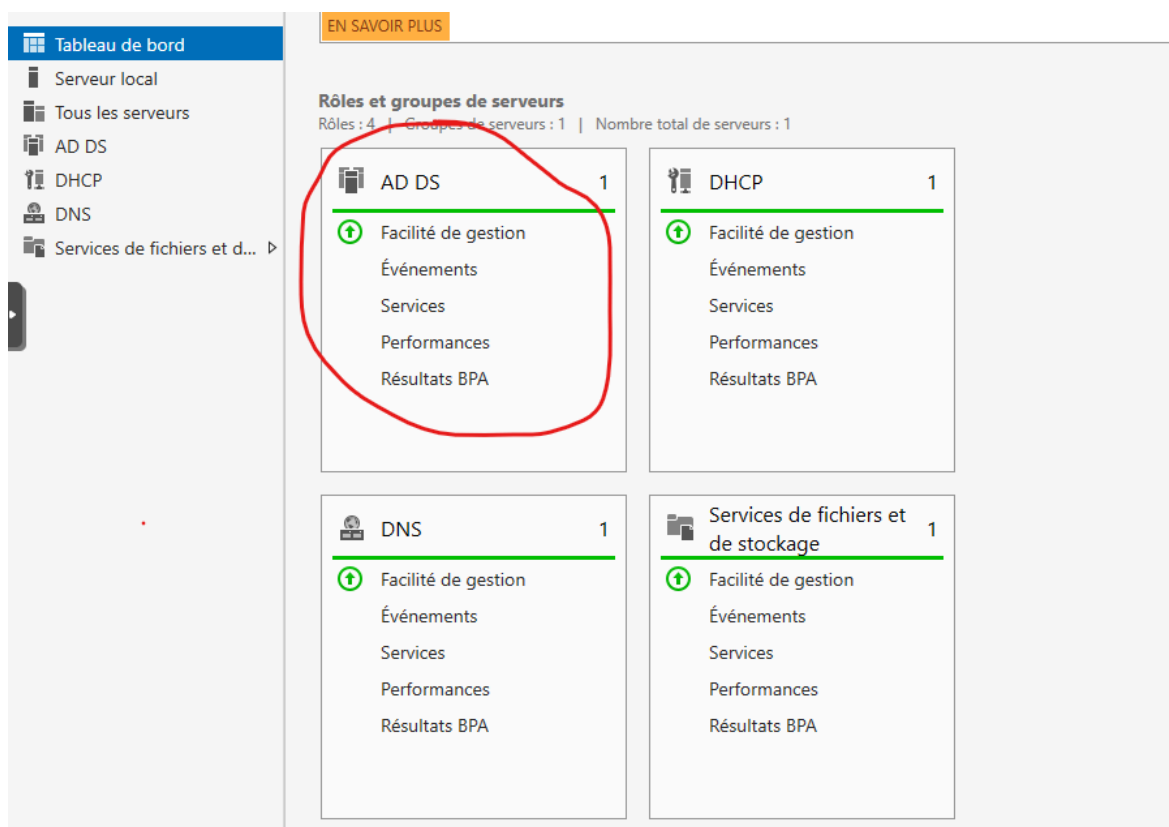 EN SAVOIR PLUS
Tableau de bord
Serveur local
Tous les serveurs
AD DS
DHCP
DNS
Services de fichiers et d...
Rôles et groupes de serveurs
Rôles : 4 | Groupes de serveurs : 1 | Nombre total de serveurs : 1
AD DS 1
Facilité de gestion
Événements
Services
Performances
Résultats BPA
DHCP 1
Facilité de gestion
Événements
Services
Performances
Résultats BPA
DNS 1
Facilité de gestion
Événements
Services
Performances
Résultats BPA
Services de fichiers et
de stockage 1
Facilité de gestion
Événements
Services
Performances
Résultats BPA